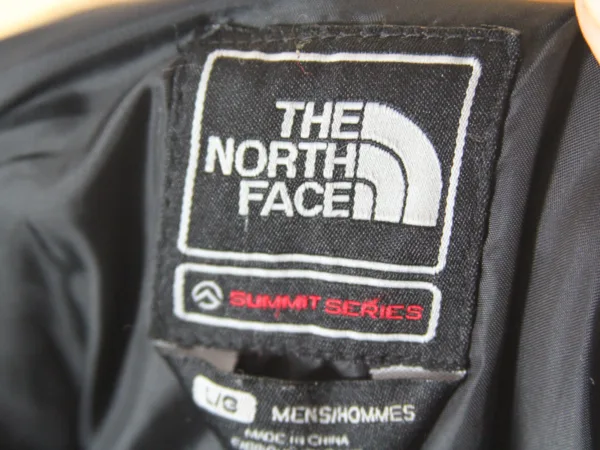 THE
NORTH
FACE
SUMMIT SERIES
L/G
MENS/HOMMES
MADE IN CHINA